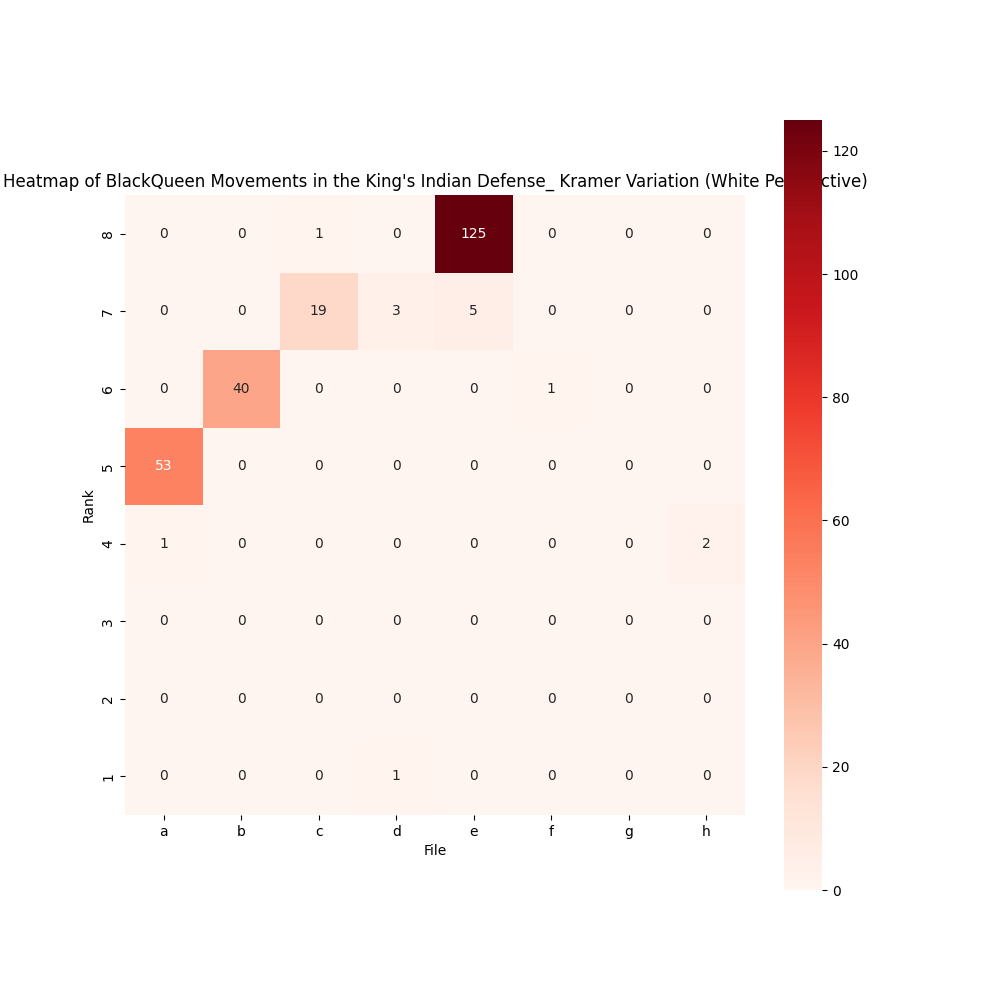 Heatmap of BlackQueen Movements in the King's Indian Defense_ Kramer Variation (White Pe ctive)
120
8 0 0 1 0 125 0 0 0
100
7 0 0 19 3 5 0 0 0
80
6 0 40 0 0 0 1 0 0
5 53 0 0 0 0 0 0 0
60
Rank
4 1 0 0 0 0 0 0 2
40
3 0 0 0 0 0 0 0 0
2 0 0 0 0 0 0 0 0
20
1 0 0 0 1 0 0 0 0
a b c d e f g h
File
0